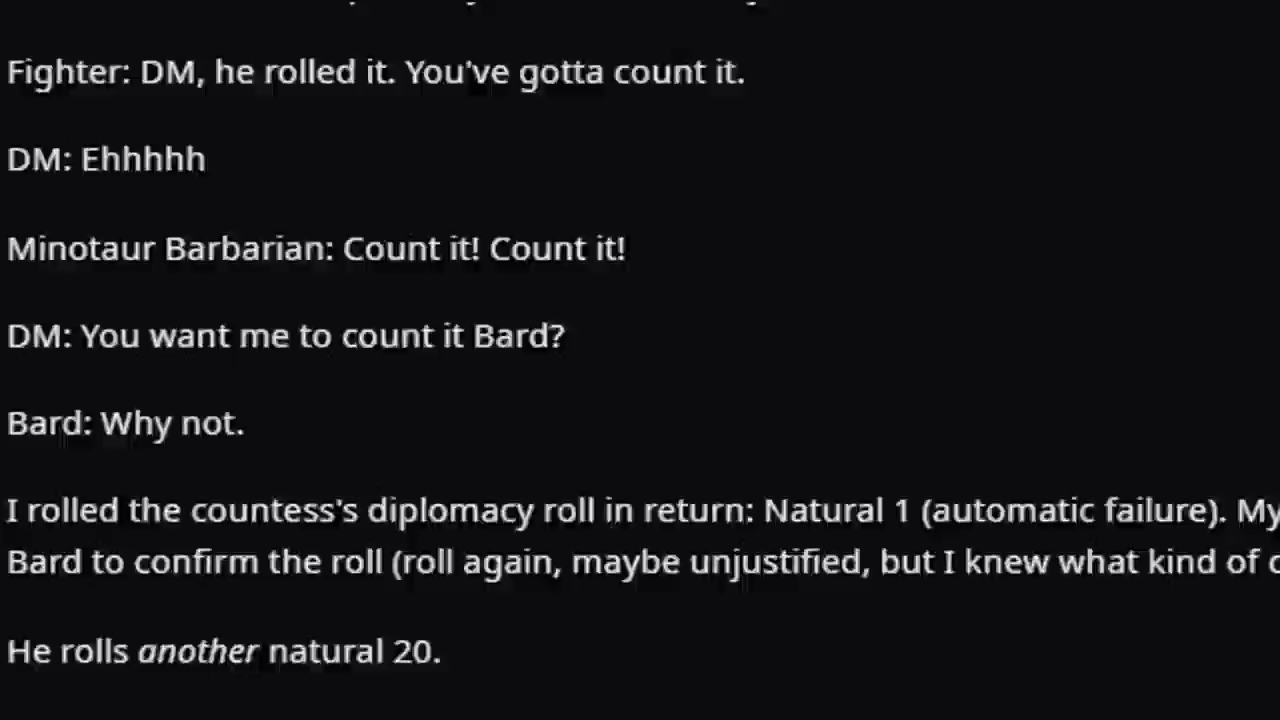 Fighter: DM, he rolled it. You've gotta count it.
DM: Ehhhhh
Minotaur Barbarian: Count it! Count it!
DM: You want me to count it Bard?
Bard: Why not.
I rolled the countess's diplomacy roll in return: Natural 1 (automatic failure). My
Bard to confirm the roll (roll again, maybe unjustified, but I knew what kind of
He rolls another natural 20.